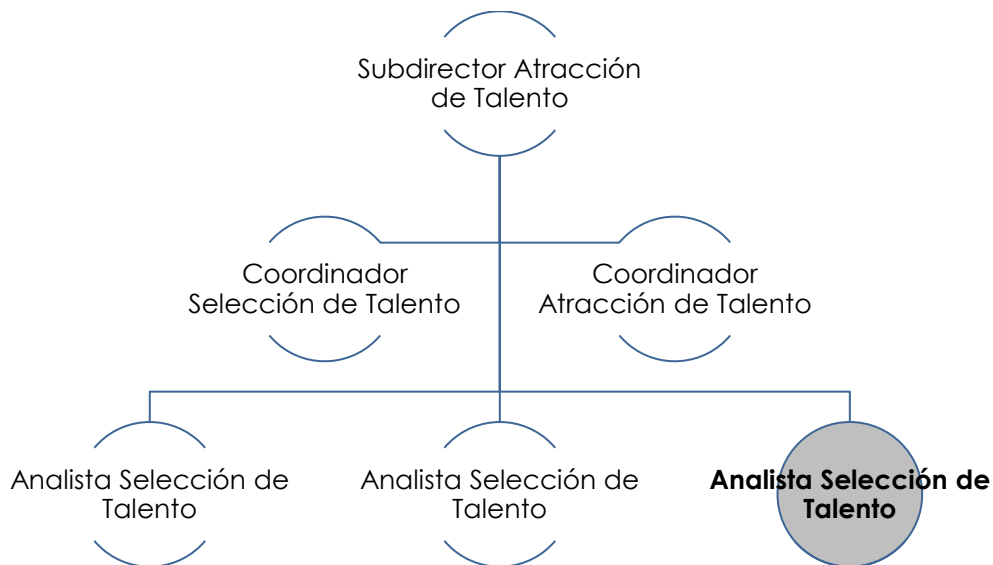 Subdirector Atracción
de Talento
Coordinador
Selección de Talento
Coordinador
Atracción de Talento
Analista Selección de
Talento
Analista Selección de
Talento
Analista Selección de
Talento